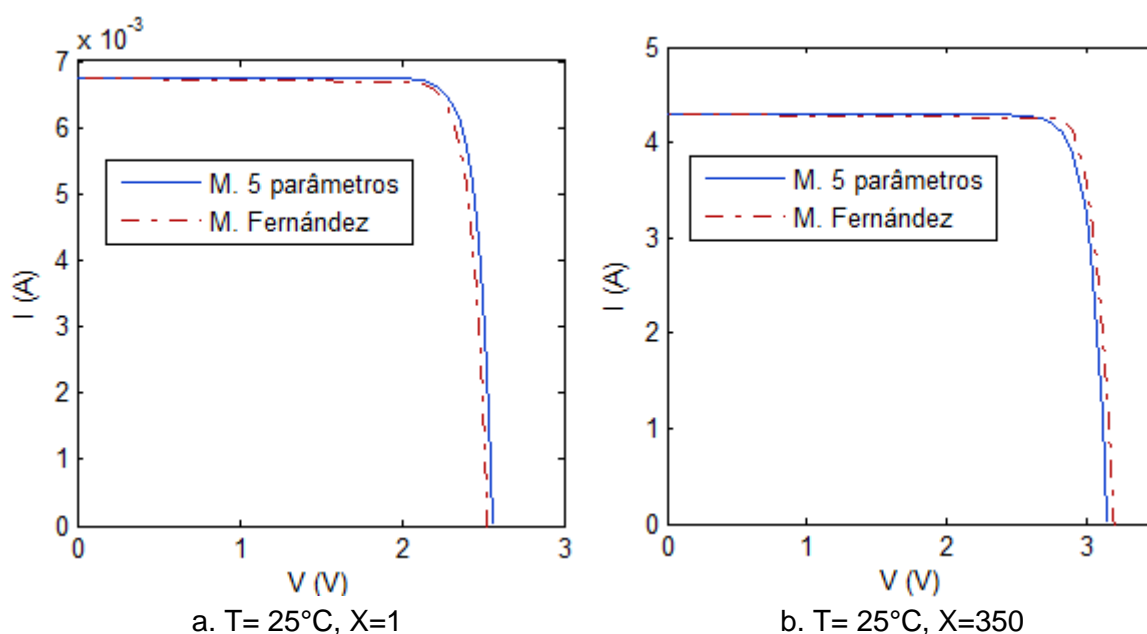 x 10⁻³
7
6
5
4
3
2
1
0
0 1 2 3
I (A)
V (V)
M. 5 parâmetros
M. Fernández
a. T= 25°C, X=1
5
4
3
2
1
0
0 1 2 3
I (A)
V (V)
M. 5 parâmetros
M. Fernández
b. T= 25°C, X=350